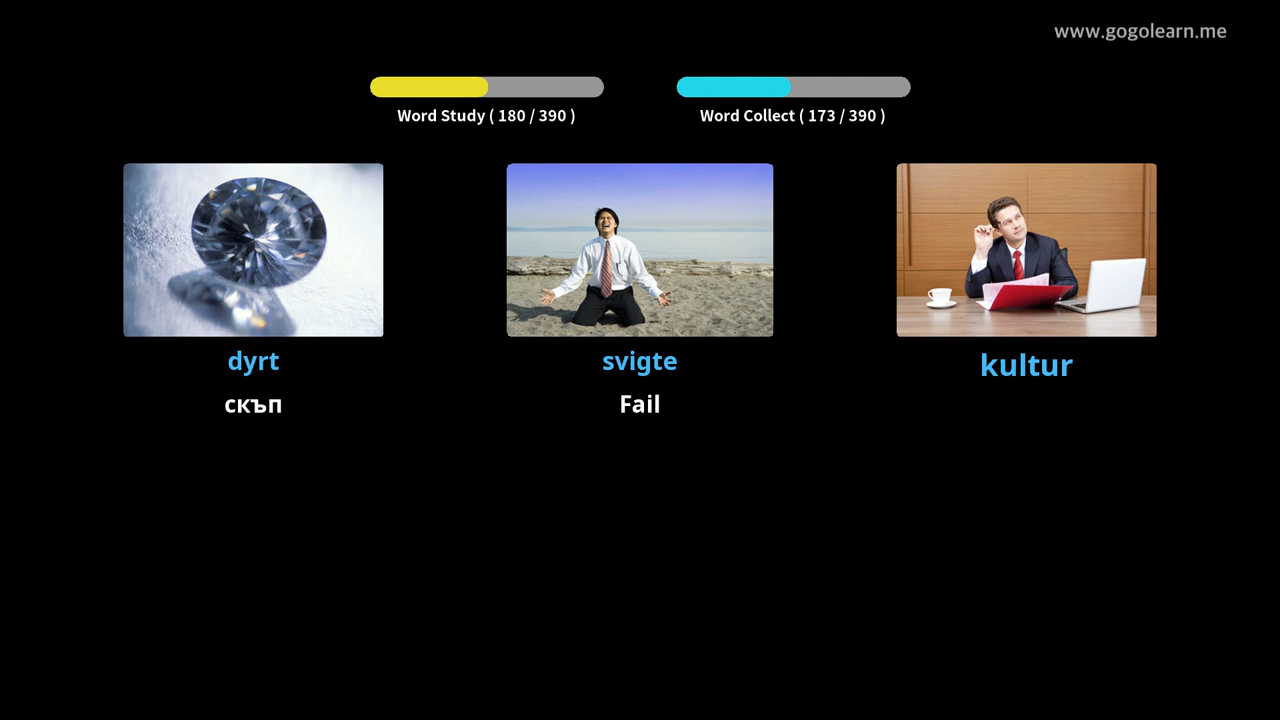 www.gogolearn.me
Word Study ( 180 / 390 )
Word Collect ( 173 / 390 )
dyrt
svigte
kultur
скъп
Fail